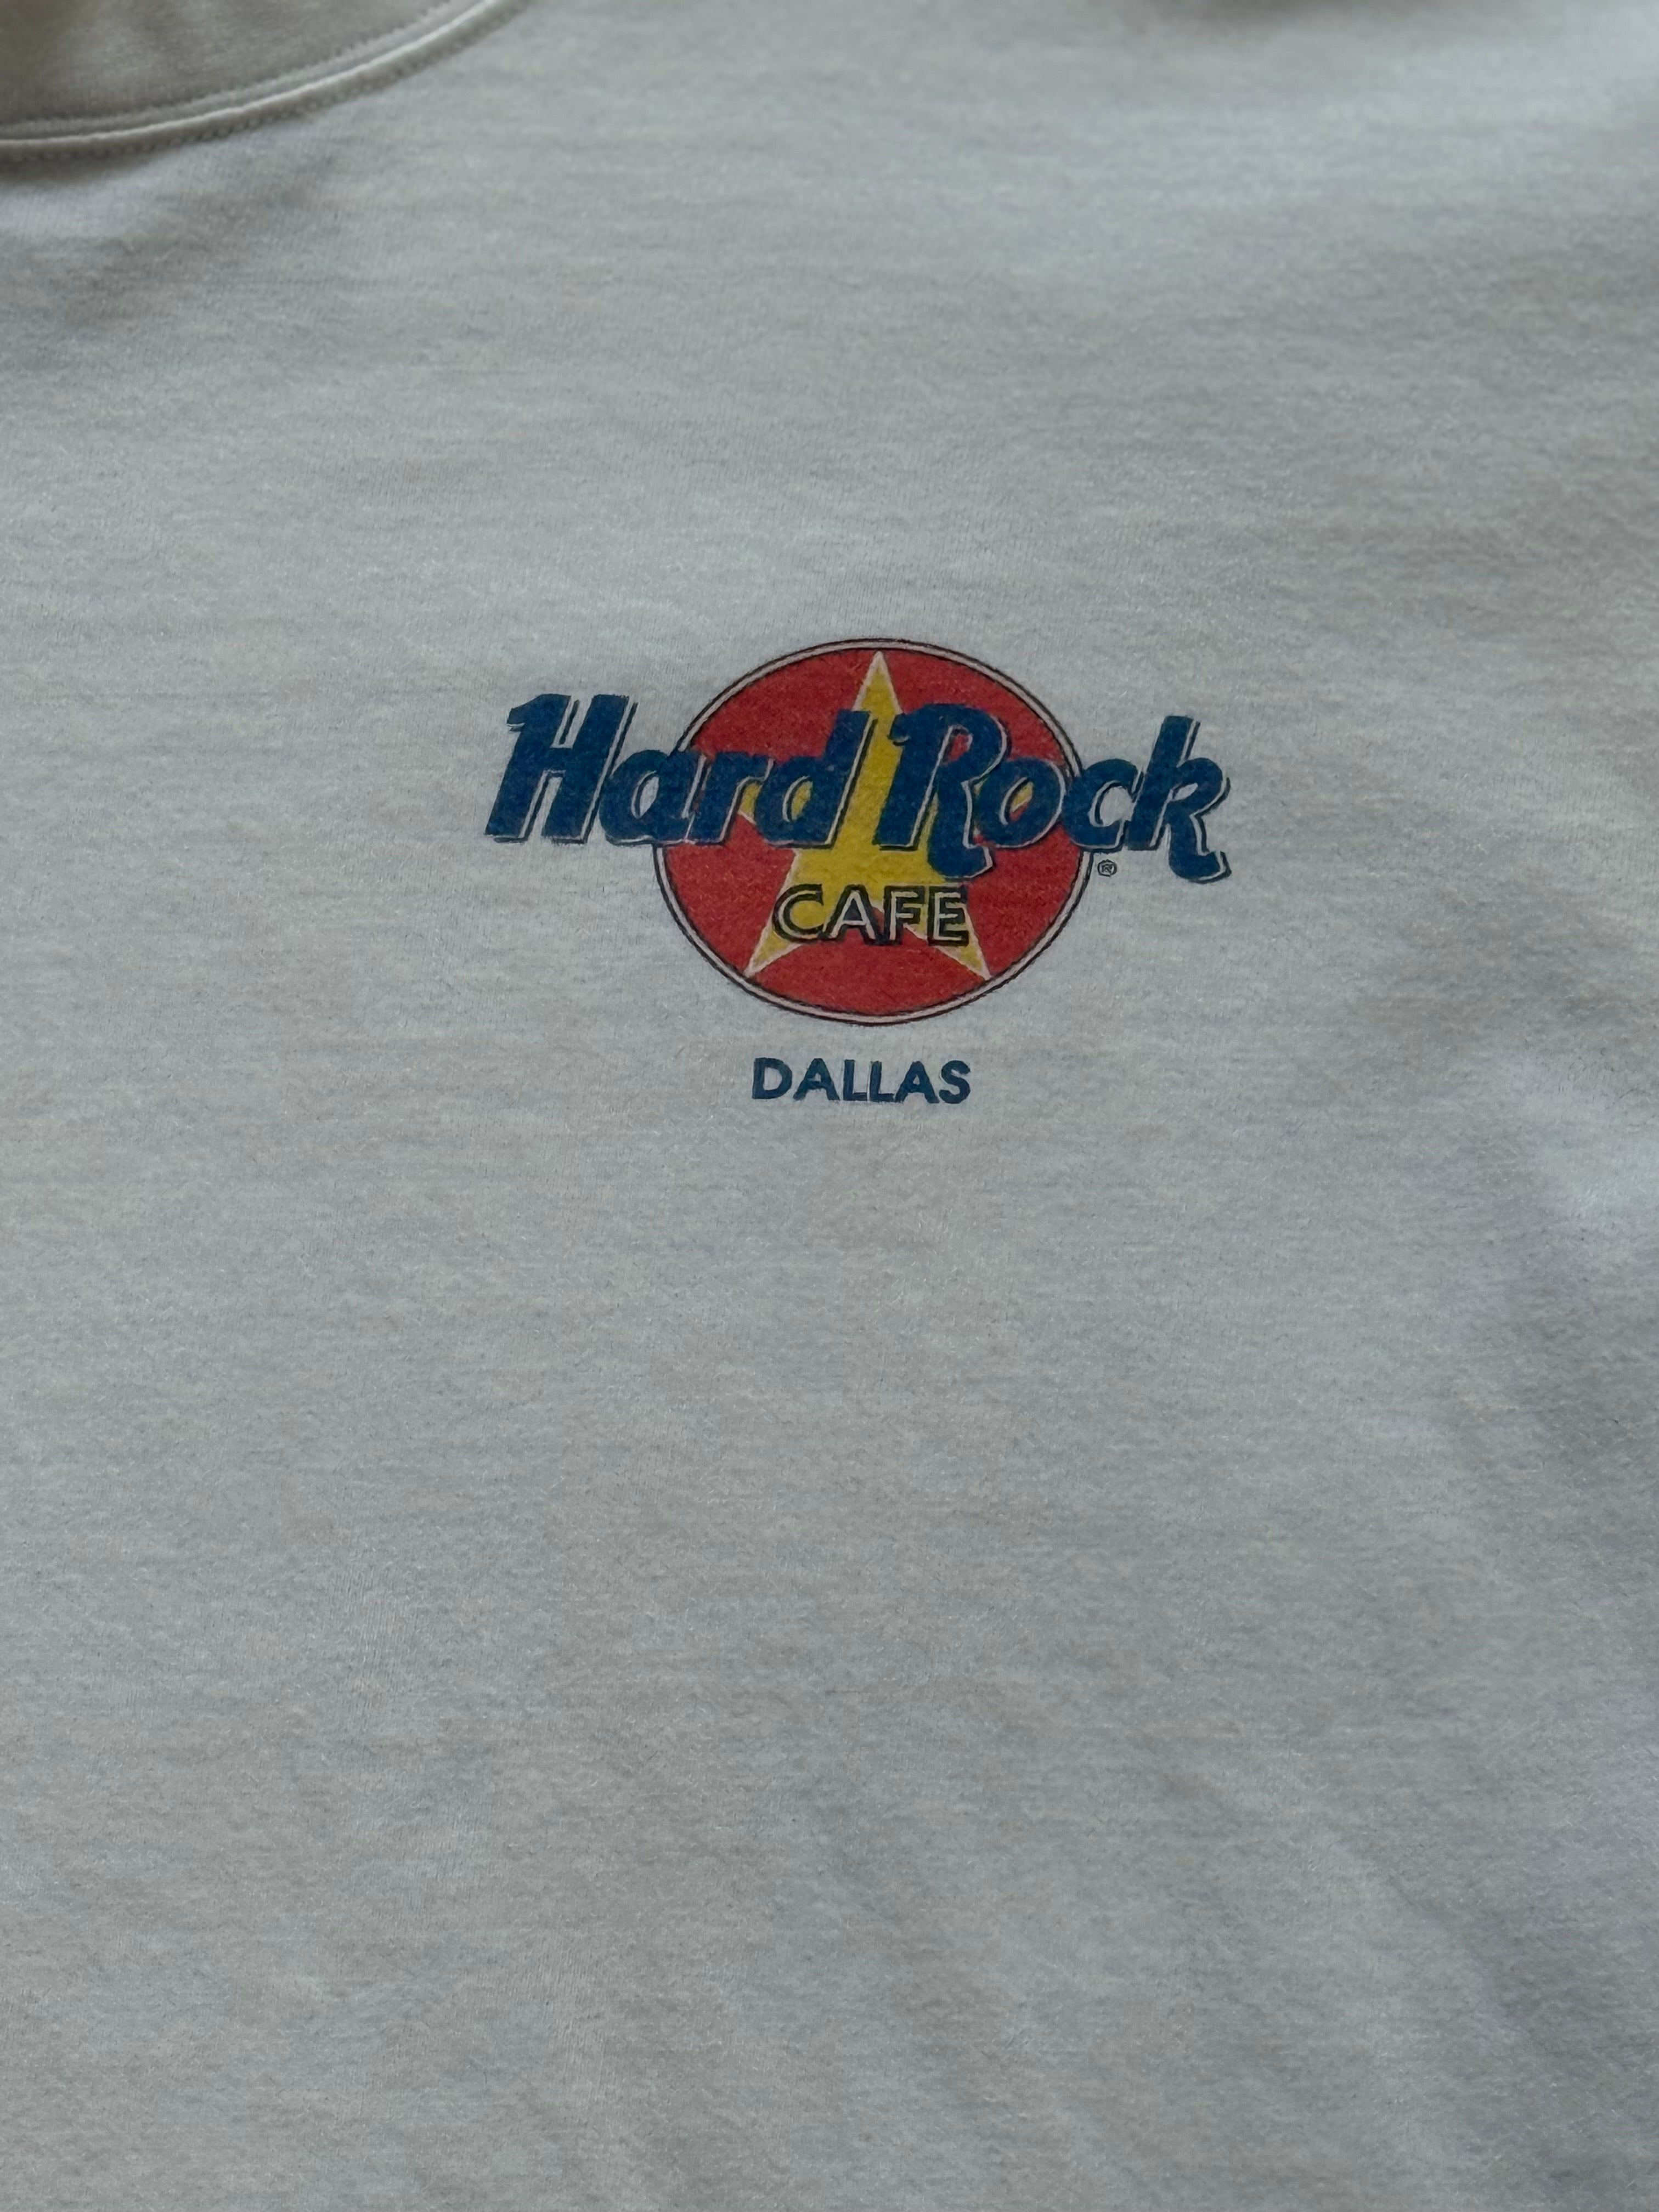 Hard Rock
®
CAFE
DALLAS